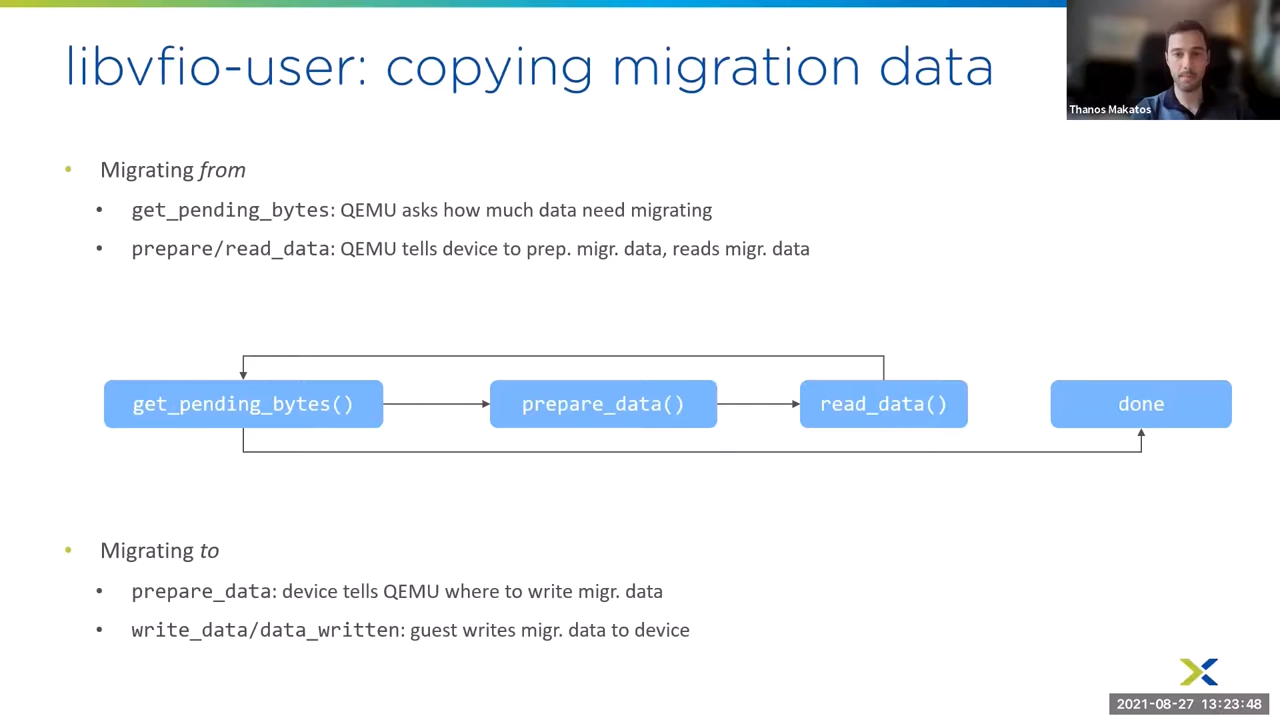 libvfio-user: copying migration data
Thanos Makatos
• Migrating from
• get_pending_bytes: QEMU asks how much data need migrating
• prepare/read_data: QEMU tells device to prep. migr. data, reads migr. data
get_pending_bytes()
prepare_data()
read_data()
done
• Migrating to
• prepare_data: device tells QEMU where to write migr. data
• write_data/data_written: guest writes migr. data to device
2021-08-27 13:23:48